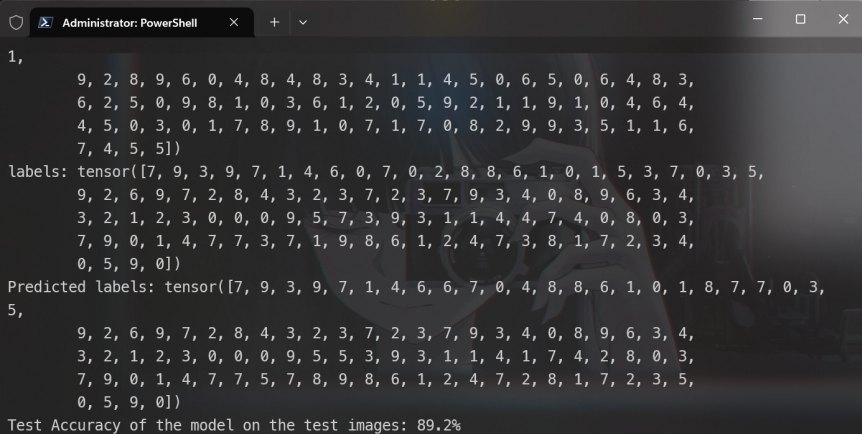 Administrator: PowerShell
1,
9, 2, 8, 9, 6, 0, 4, 8, 4, 8, 3, 4, 1, 1, 4, 5, 0, 6, 5, 0, 6, 4, 8, 3,
6, 2, 5, 0, 9, 8, 1, 0, 3, 6, 1, 2, 0, 5, 9, 2, 1, 1, 9, 1, 0, 4, 6, 4,
4, 5, 0, 3, 0, 1, 7, 8, 9, 1, 0, 7, 1, 7, 0, 8, 2, 9, 9, 3, 5, 1, 1, 6,
7, 4, 5, 5])
labels: tensor([7, 9, 3, 9, 7, 1, 4, 6, 0, 7, 0, 2, 8, 8, 6, 1, 0, 1, 5, 3, 7, 0, 3, 5,
9, 2, 6, 9, 7, 2, 8, 4, 3, 2, 3, 7, 2, 3, 7, 9, 3, 4, 0, 8, 9, 6, 3, 4,
3, 2, 1, 2, 3, 0, 0, 0, 9, 5, 7, 3, 9, 3, 1, 1, 4, 4, 7, 4, 0, 8, 0, 3,
7, 9, 0, 1, 4, 7, 7, 3, 7, 1, 9, 8, 6, 1, 2, 4, 7, 3, 8, 1, 7, 2, 3, 4,
0, 5, 9, 0])
Predicted labels: tensor([7, 9, 3, 9, 7, 1, 4, 6, 6, 7, 0, 4, 8, 8, 6, 1, 0, 1, 8, 7, 7, 0, 3,
5,
9, 2, 6, 9, 7, 2, 8, 4, 3, 2, 3, 7, 2, 3, 7, 9, 3, 4, 0, 8, 9, 6, 3, 4,
3, 2, 1, 2, 3, 0, 0, 0, 9, 5, 5, 3, 9, 3, 1, 1, 4, 1, 7, 4, 2, 8, 0, 3,
7, 9, 0, 1, 4, 7, 7, 5, 7, 8, 9, 8, 6, 1, 2, 4, 7, 2, 8, 1, 7, 2, 3, 5,
0, 5, 9, 0])
Test Accuracy of the model on the test images: 89.2%